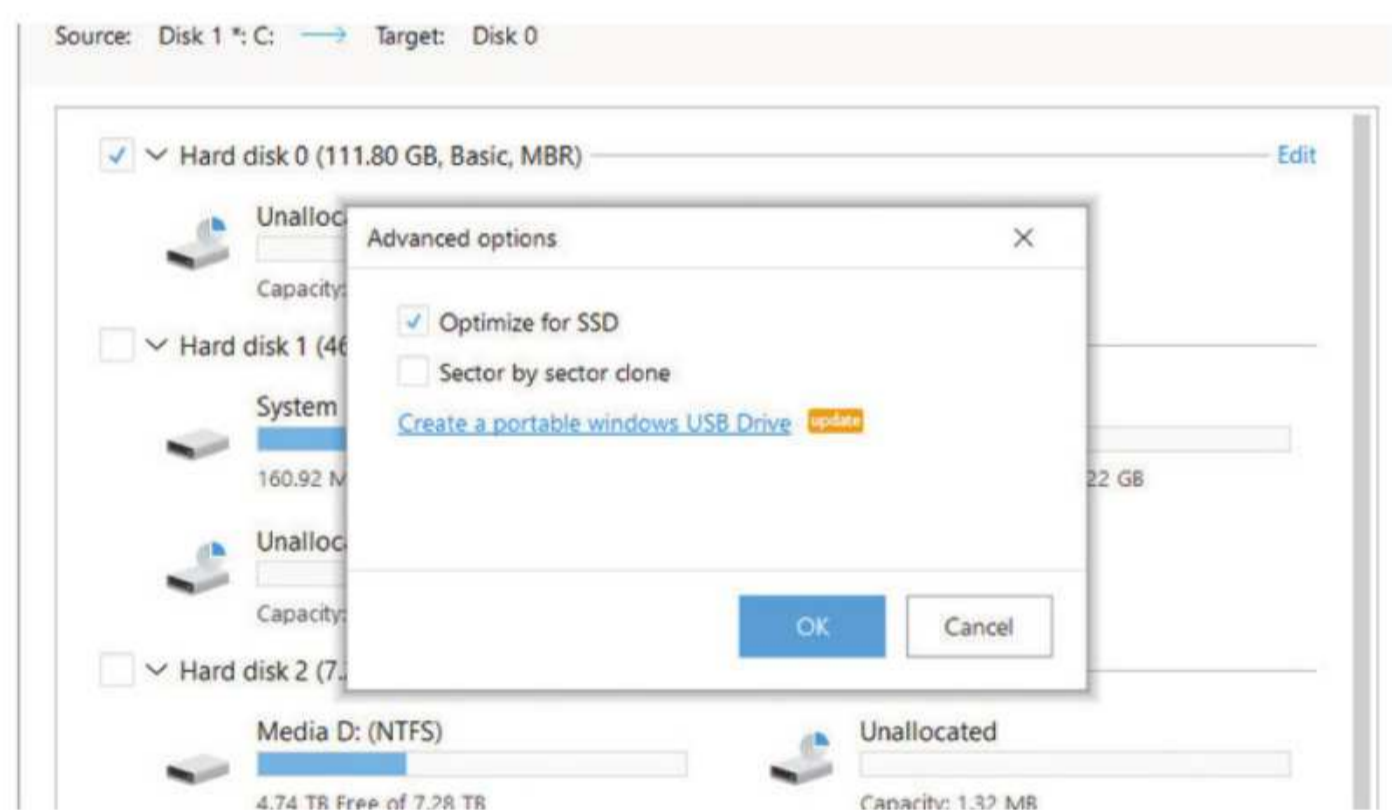 Source: Disk 1 *: C: → Target: Disk 0
Hard disk 0 (111.80 GB, Basic, MBR) Edit
Unalloc
Capacity:
Advanced options
Optimize for SSD
Sector by sector clone
Create a portable windows USB Drive update
OK Cancel
Hard disk 1 (46
System
160.92 M 22 GB
Unalloc
Capacity:
Hard disk 2 (7.
Media D: (NTFS) Unallocated
4.74 TB Free of 7.28 TB Capacity: 1.32 MB